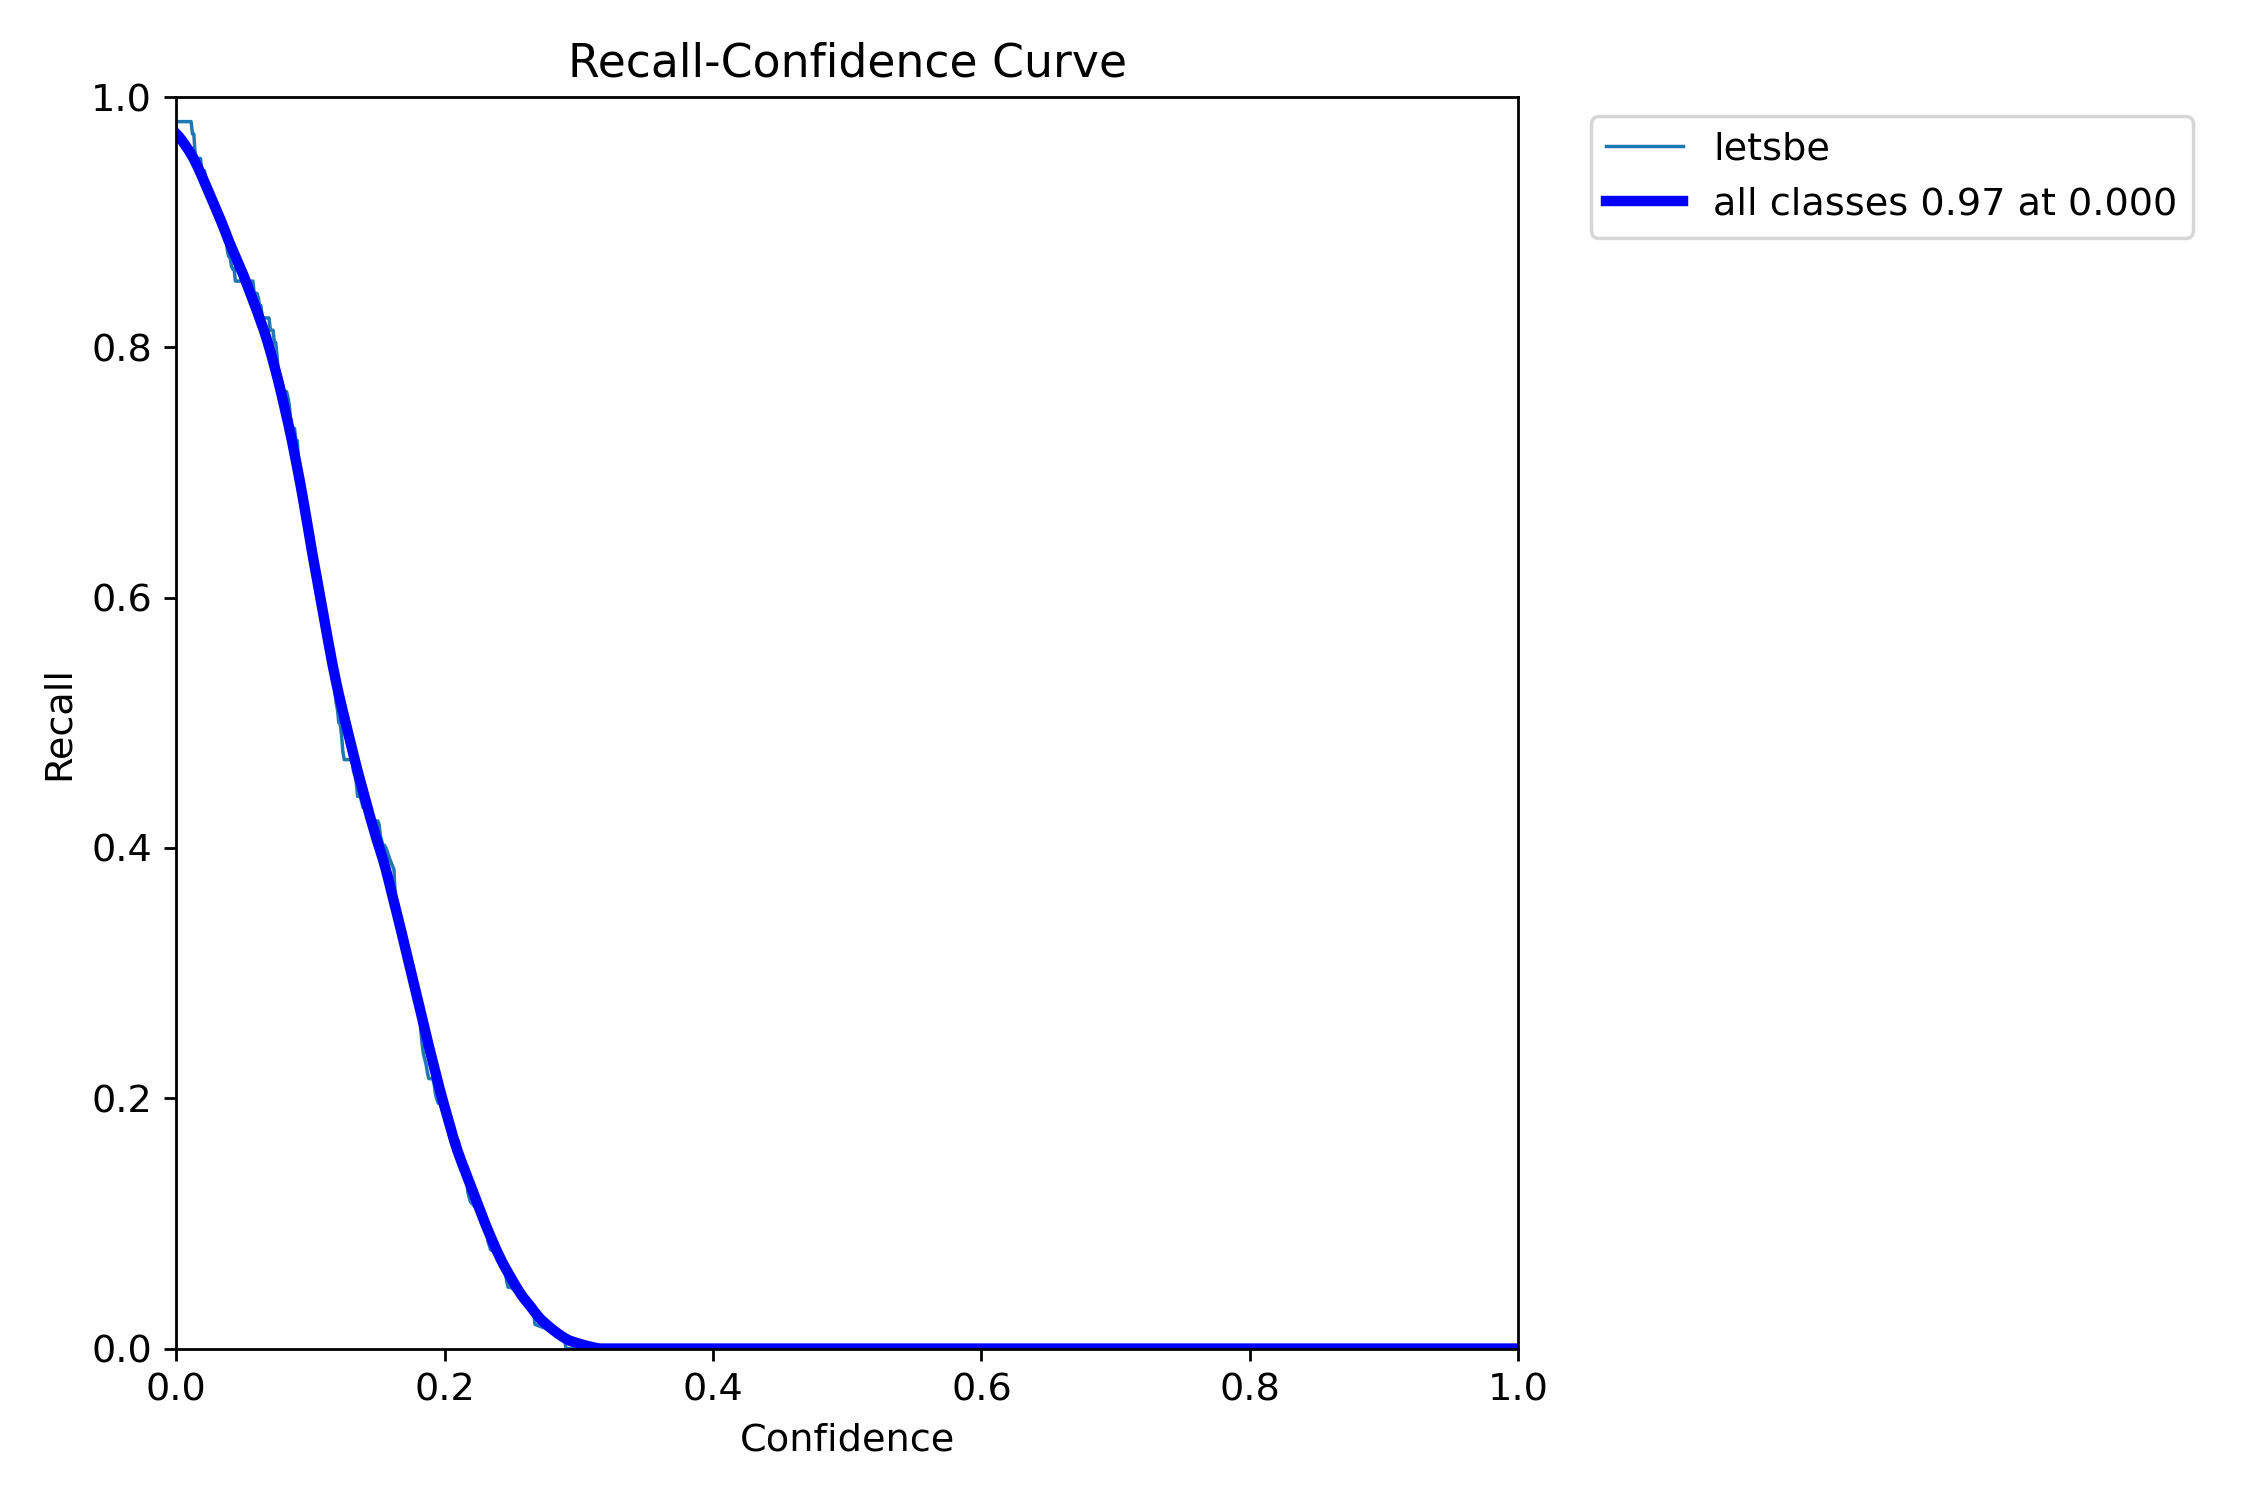 Recall-Confidence Curve
1.0
0.8
0.6
0.4
0.2
0.0
Recall
0.0 0.2 0.4 0.6 0.8 1.0
Confidence
letsbe
all classes 0.97 at 0.000